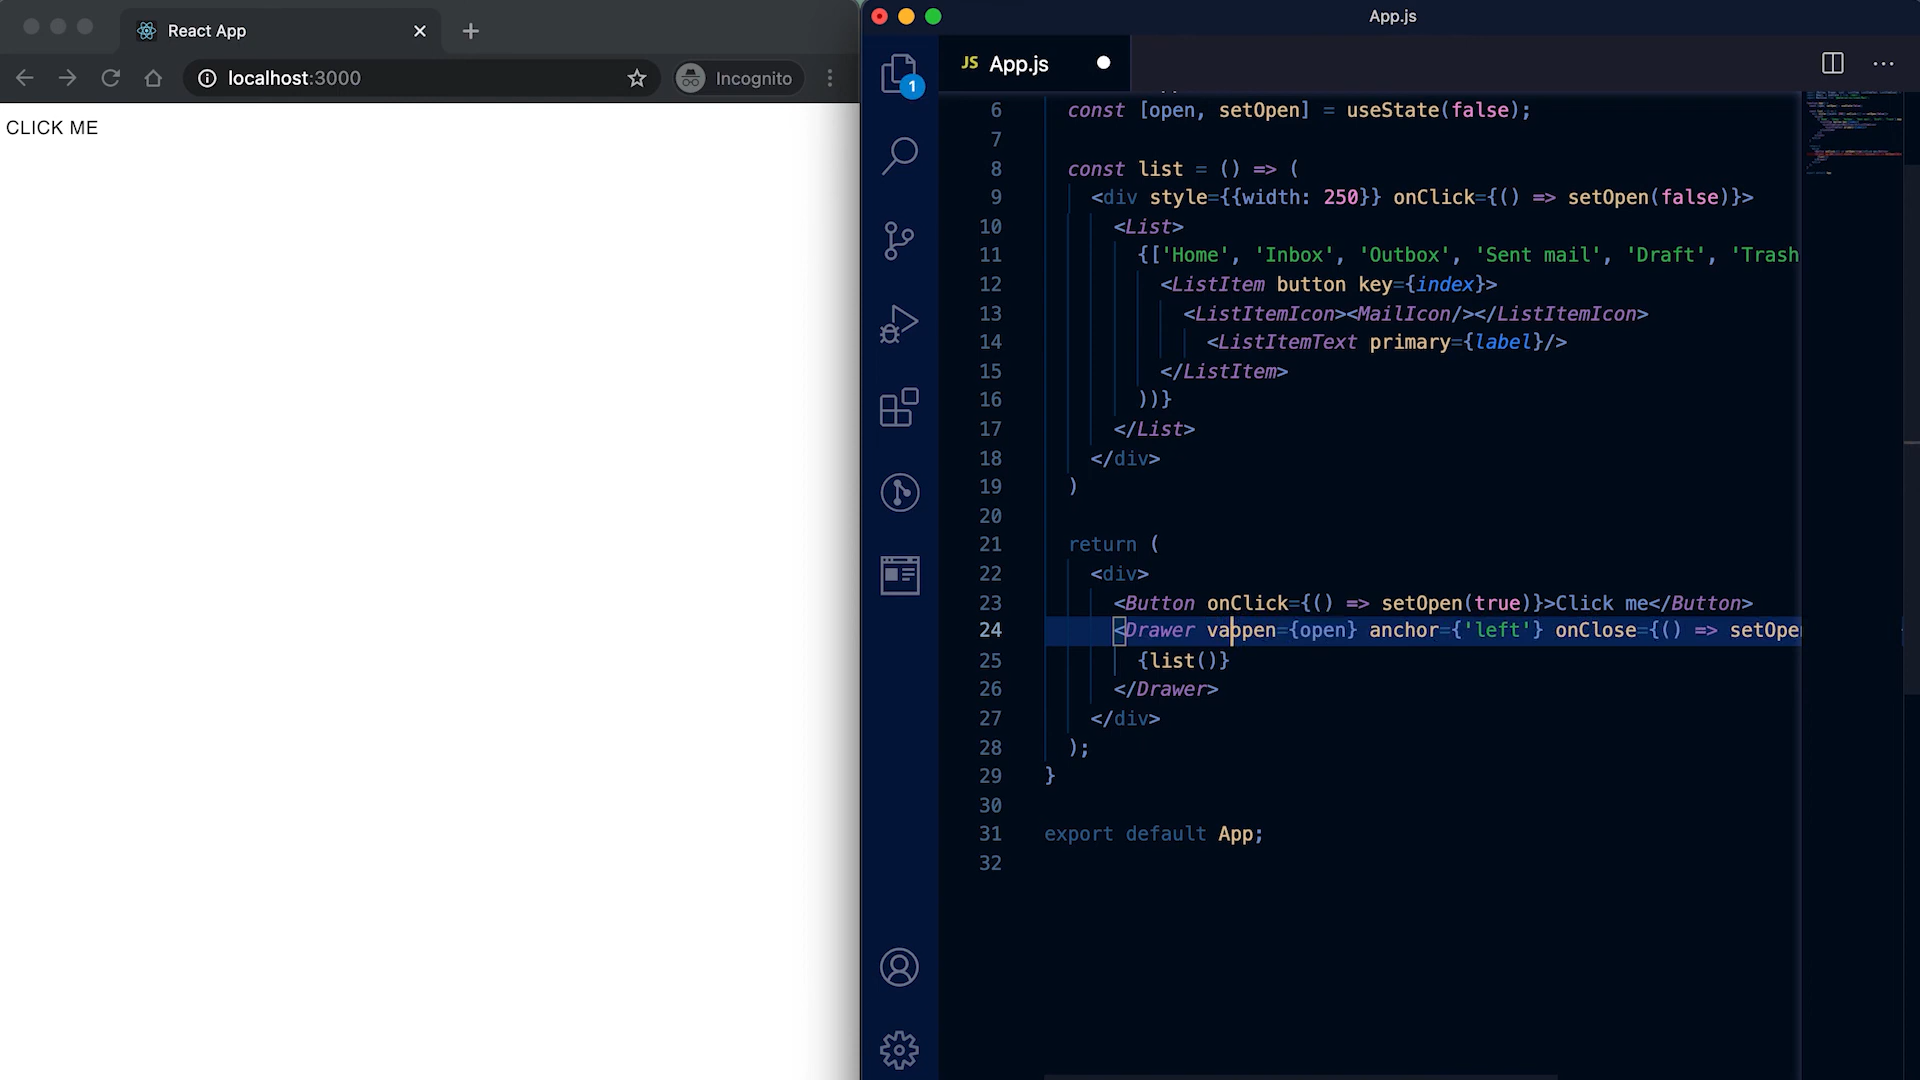 React App
localhost:3000
Incognito
CLICK ME
App.js
1
JS App.js
6 const [open, setOpen] = useState(false);
7
8 const list = () => (
9 <div style={{width: 250}} onClick={() => setOpen(false)}>
10 <List>
11 {['Home', 'Inbox', 'Outbox', 'Sent mail', 'Draft', 'Trash
12 <ListItem button key={index}>
13 <ListItemIcon><MailIcon/></ListItemIcon>
14 <ListItemText primary={label}/>
15 </ListItem>
16 ))}
17 </List>
18 </div>
19 )
20
21 return (
22 <div>
23 <Button onClick={() => setOpen(true)}>Click me</Button>
24 <Drawer vaopen={open} anchor={'left'} onClose={() => setOpe
25 {list()}
26 </Drawer>
27 </div>
28 );
29 }
30
31 export default App;
32